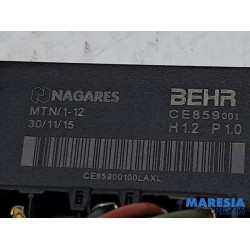 NAGARES
BEHR
MTN/1-12
CE859001
30/11/15
H1.2 P1.0
CE85900100LAXL
MARESIA